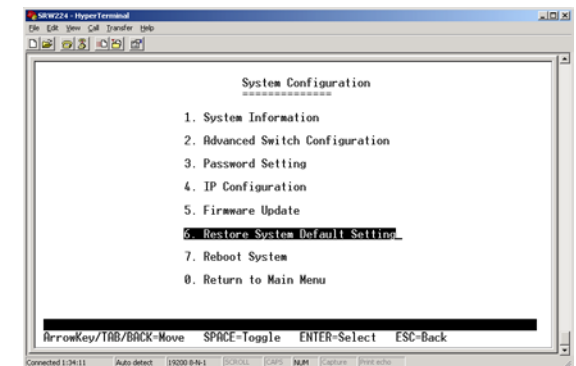 SRW224 - HyperTerminal
File Edit View Call Transfer Help
System Configuration
==============
1. System Information
2. Advanced Switch Configuration
3. Password Setting
4. IP Configuration
5. Firmware Update
6. Restore System Default Setting_
7. Reboot System
0. Return to Main Menu
ArrowKey/TAB/BACK=Move SPACE=Toggle ENTER=Select ESC=Back
Connected 1:34:11 Auto detect 19200 8-N-1 SCROLL CAPS NUM Capture Print echo